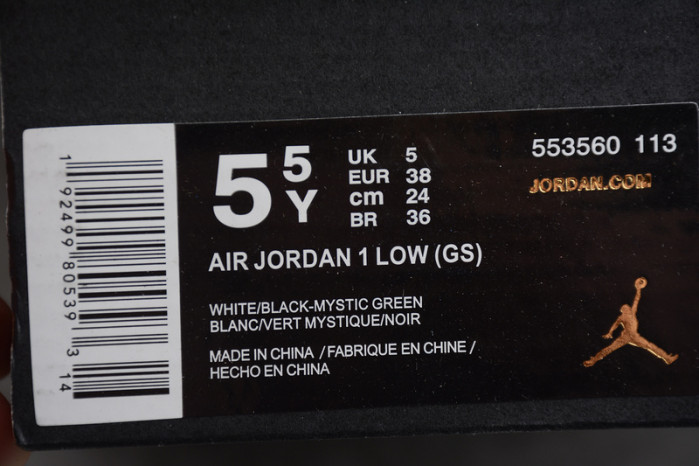 1 92499 80539 3 14
5 5 Y
UK 5
EUR 38
cm 24
BR 36
553560 113
JORDAN.COM
AIR JORDAN 1 LOW (GS)
WHITE/BLACK-MYSTIC GREEN
BLANC/VERT MYSTIQUE/NOIR
MADE IN CHINA / FABRIQUE EN CHINE /
HECHO EN CHINA